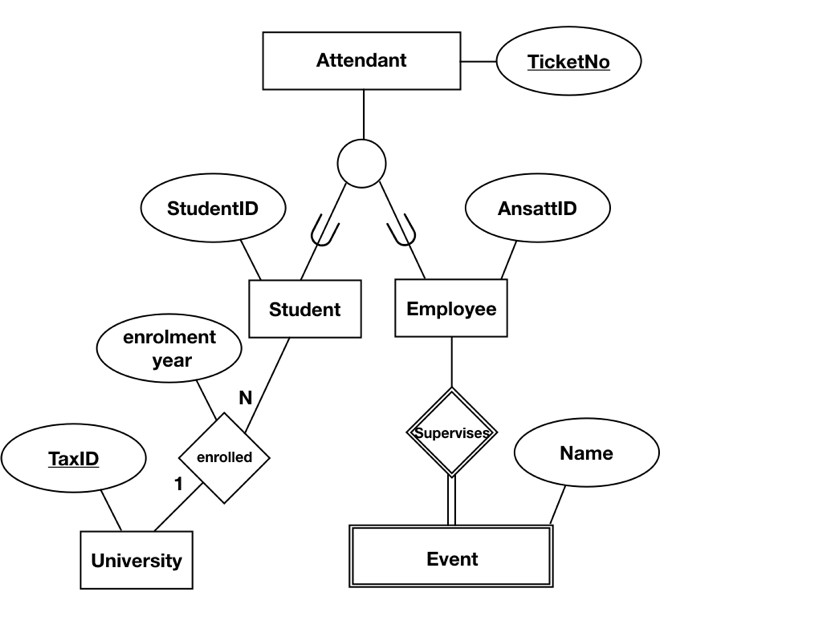 Attendant
TicketNo
StudentID
AnsattID
Student
Employee
enrolment
year
N
Supervises
enrolled
Name
TaxID
1
University
Event